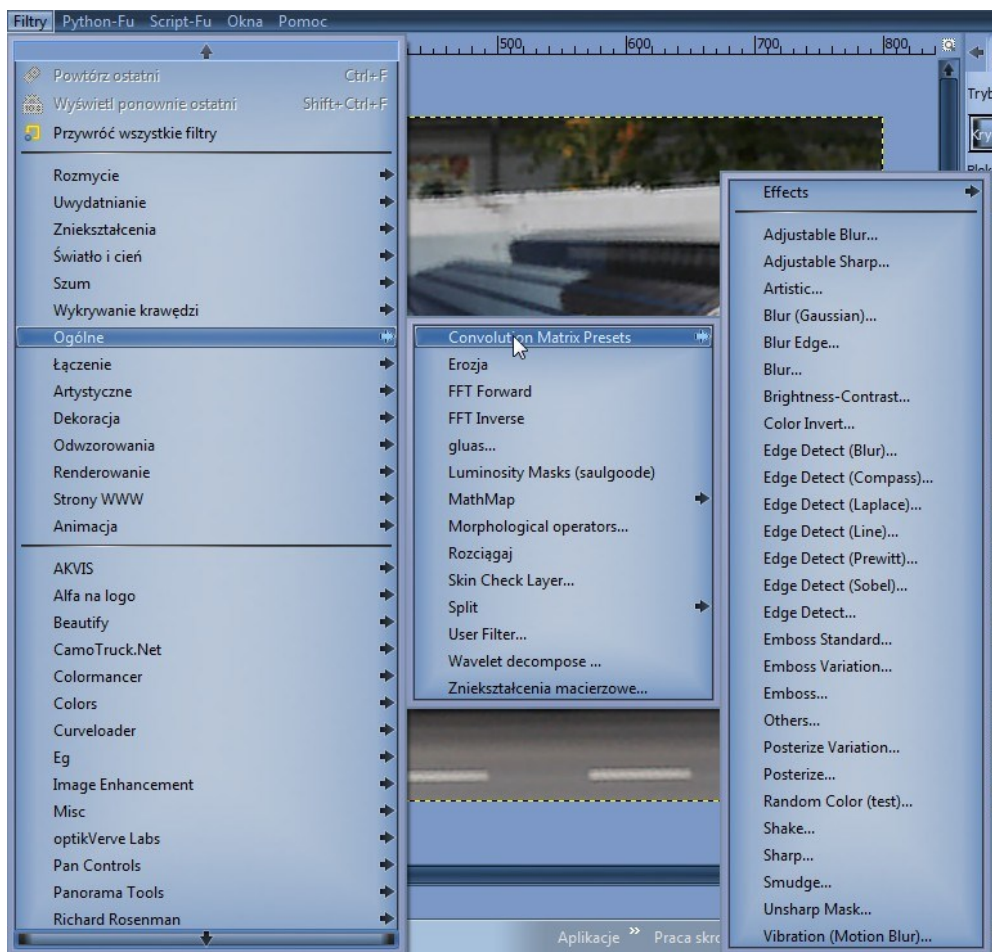 Filtry Python-Fu Script-Fu Okna Pomoc
500 600 700 800
Powtórz ostatni Ctrl+F
Wyświetl ponownie ostatni Shift+Ctrl+F
Przywróć wszystkie filtry
Rozmycie
Uwydatnianie
Zniekształcenia
Światło i cień
Szum
Wykrywanie krawędzi
Ogólne
Łączenie
Artystyczne
Dekoracja
Odwzorowania
Renderowanie
Strony WWW
Animacja
AKVIS
Alfa na logo
Beautify
CamoTruck.Net
Colormancer
Colors
Curveloader
Eg
Image Enhancement
Misc
optikVerve Labs
Pan Controls
Panorama Tools
Richard Rosenman
Convolution Matrix Presets
Erozja
FFT Forward
FFT Inverse
gluas...
Luminosity Masks (saulgoode)
MathMap
Morphological operators...
Rozciągaj
Skin Check Layer...
Split
User Filter...
Wavelet decompose ...
Zniekształcenia macierzowe...
Effects
Adjustable Blur...
Adjustable Sharp...
Artistic...
Blur (Gaussian)...
Blur Edge...
Blur...
Brightness-Contrast...
Color Invert...
Edge Detect (Blur)...
Edge Detect (Compass)...
Edge Detect (Laplace)...
Edge Detect (Line)...
Edge Detect (Prewitt)...
Edge Detect (Sobel)...
Edge Detect...
Emboss Standard...
Emboss Variation...
Emboss...
Others...
Posterize Variation...
Posterize...
Random Color (test)...
Shake...
Sharp...
Smudge...
Unsharp Mask...
Vibration (Motion Blur)...
Tryb
Kry
Aplikacje » Praca skro